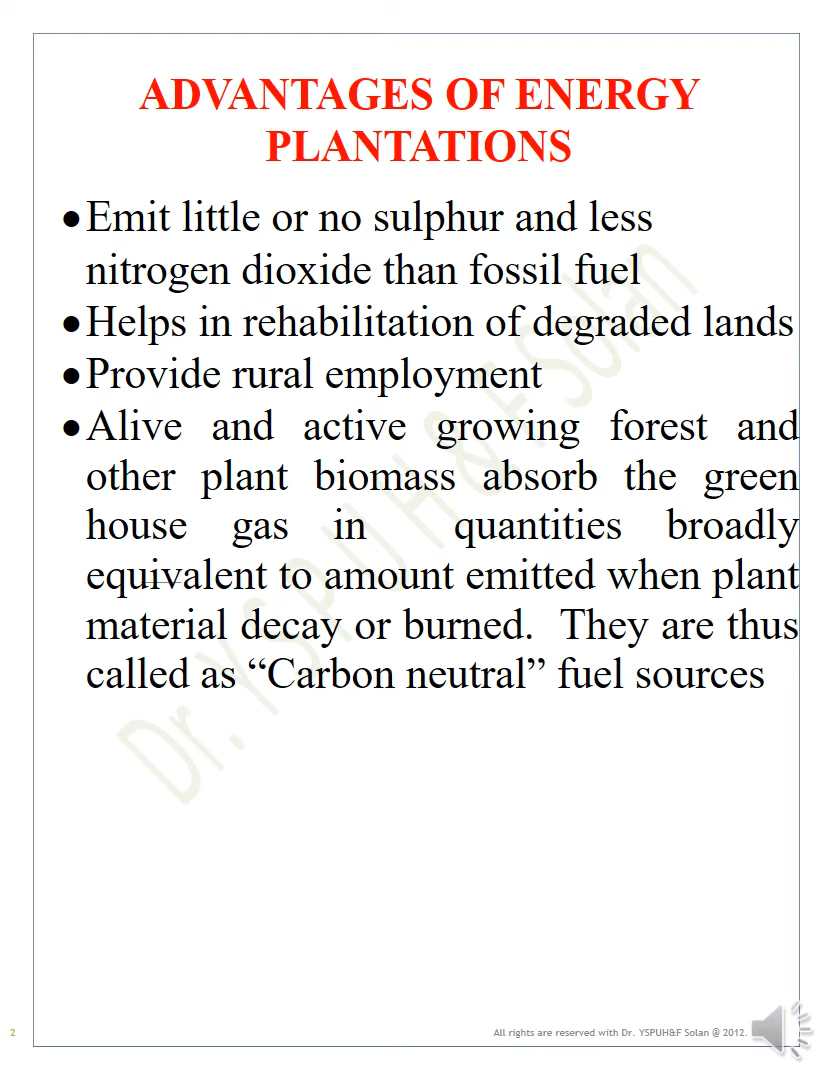 ADVANTAGES OF ENERGY
PLANTATIONS
•Emit little or no sulphur and less
nitrogen dioxide than fossil fuel
•Helps in rehabilitation of degraded lands
•Provide rural employment
•Alive and active growing forest and
other plant biomass absorb the green
house gas in quantities broadly
equivalent to amount emitted when plant
material decay or burned. They are thus
called as “Carbon neutral” fuel sources
Dr. YSPUH&F Solan
2
All rights are reserved with Dr. YSPUH&F Solan @ 2012.